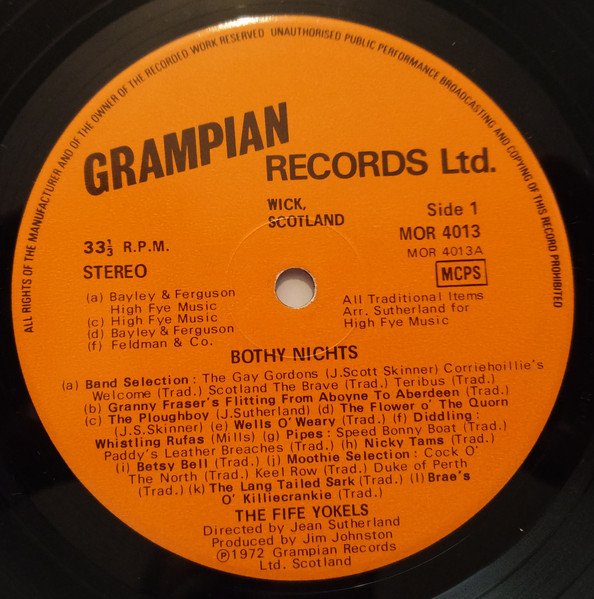 ALL RIGHTS OF THE MANUFACTURER AND OF THE OWNER OF THE RECORDED WORK RESERVED UNAUTHORISED PUBLIC PERFORMANCE BROADCASTING AND COPYING OF THIS RECORD PROHIBITED
GRAMPIAN
RECORDS Ltd.
WICK,
SCOTLAND
Side 1
MOR 4013
MOR 4013A
MCPS
33⅓ R.P.M.
STEREO
(a) Bayley & Ferguson
High Fye Music
(c) High Fye Music
(d) Bayley & Ferguson
(f) Feldman & Co.
All Traditional Items
Arr. Sutherland for
High Fye Music
BOTHY NICHTS
(a) Band Selection : The Gay Gordons (J.Scott Skinner) Corriehoillie's
Welcome (Trad.) Scotland The Brave (Trad.) Teribus (Trad.)
(b) Granny Fraser's Flitting From Aboyne To Aberdeen (Trad.)
(c) The Ploughboy (J.Sutherland) (d) The Flower o' The Quorn
(J.S.Skinner) (e) Wells O'Weary (Trad.) (f) Diddling :
Whistling Rufas (Mills) (g) Pipes : Speed Bonny Boat (Trad.)
Paddy's Leather Breaches (Trad.) (h) Nicky Tams (Trad.)
(i) Betsy Bell (Trad.) (j) Moothie Selection : Cock O'
The North (Trad.) Keel Row (Trad.) Duke of Perth
(Trad.) (k) The Lang Tailed Sark (Trad.) (l) Brae's
O' Killiecrankie (Trad.)
THE FIFE YOKELS
Directed by Jean Sutherland
Produced by Jim Johnston
Ⓟ1972 Grampian Records
Ltd. Scotland